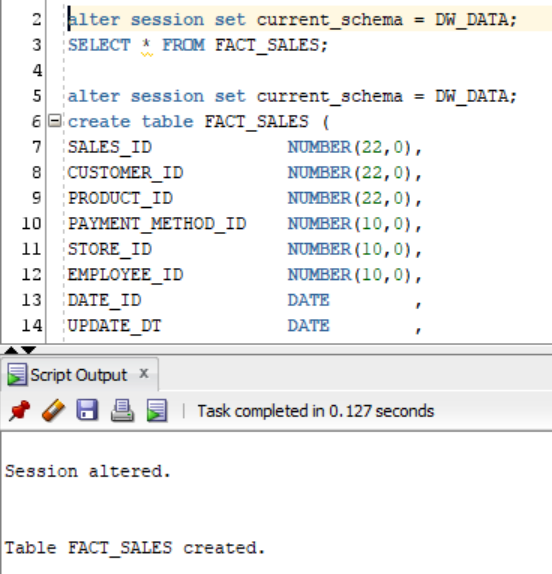 2 alter session set current_schema = DW_DATA;
3 SELECT * FROM FACT_SALES;
4
5 alter session set current_schema = DW_DATA;
6 create table FACT_SALES (
7 SALES_ID NUMBER(22,0),
8 CUSTOMER_ID NUMBER(22,0),
9 PRODUCT_ID NUMBER(22,0),
10 PAYMENT_METHOD_ID NUMBER(10,0),
11 STORE_ID NUMBER(10,0),
12 EMPLOYEE_ID NUMBER(10,0),
13 DATE_ID DATE ,
14 UPDATE_DT DATE ,
Script Output x
Task completed in 0.127 seconds
Session altered.
Table FACT_SALES created.